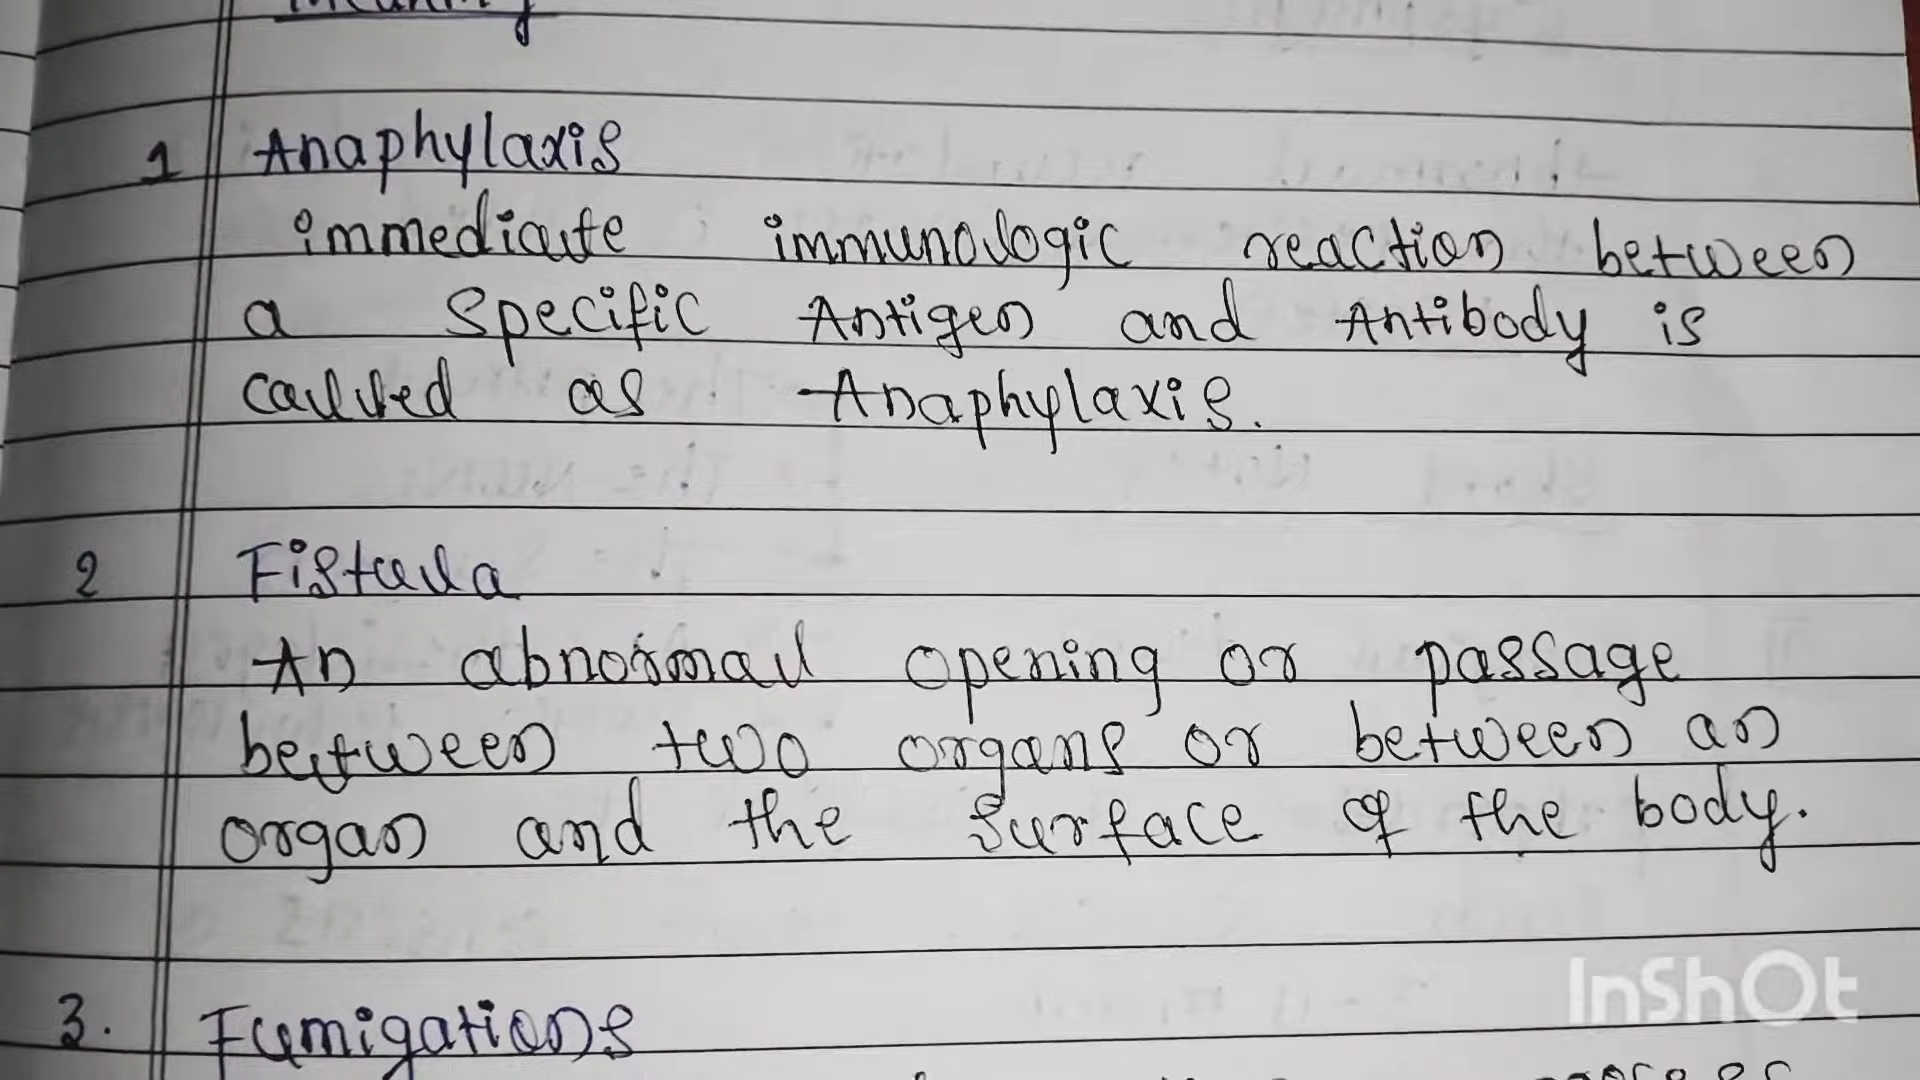 Meaning
1 Anaphylaxis
immediate immunologic reaction between
a specific Antigen and Antibody is
called as Anaphylaxis.
2 Fistula
An abnormal opening or passage
between two organs or between an
organ and the surface of the body.
3. Fumigations
InShOt